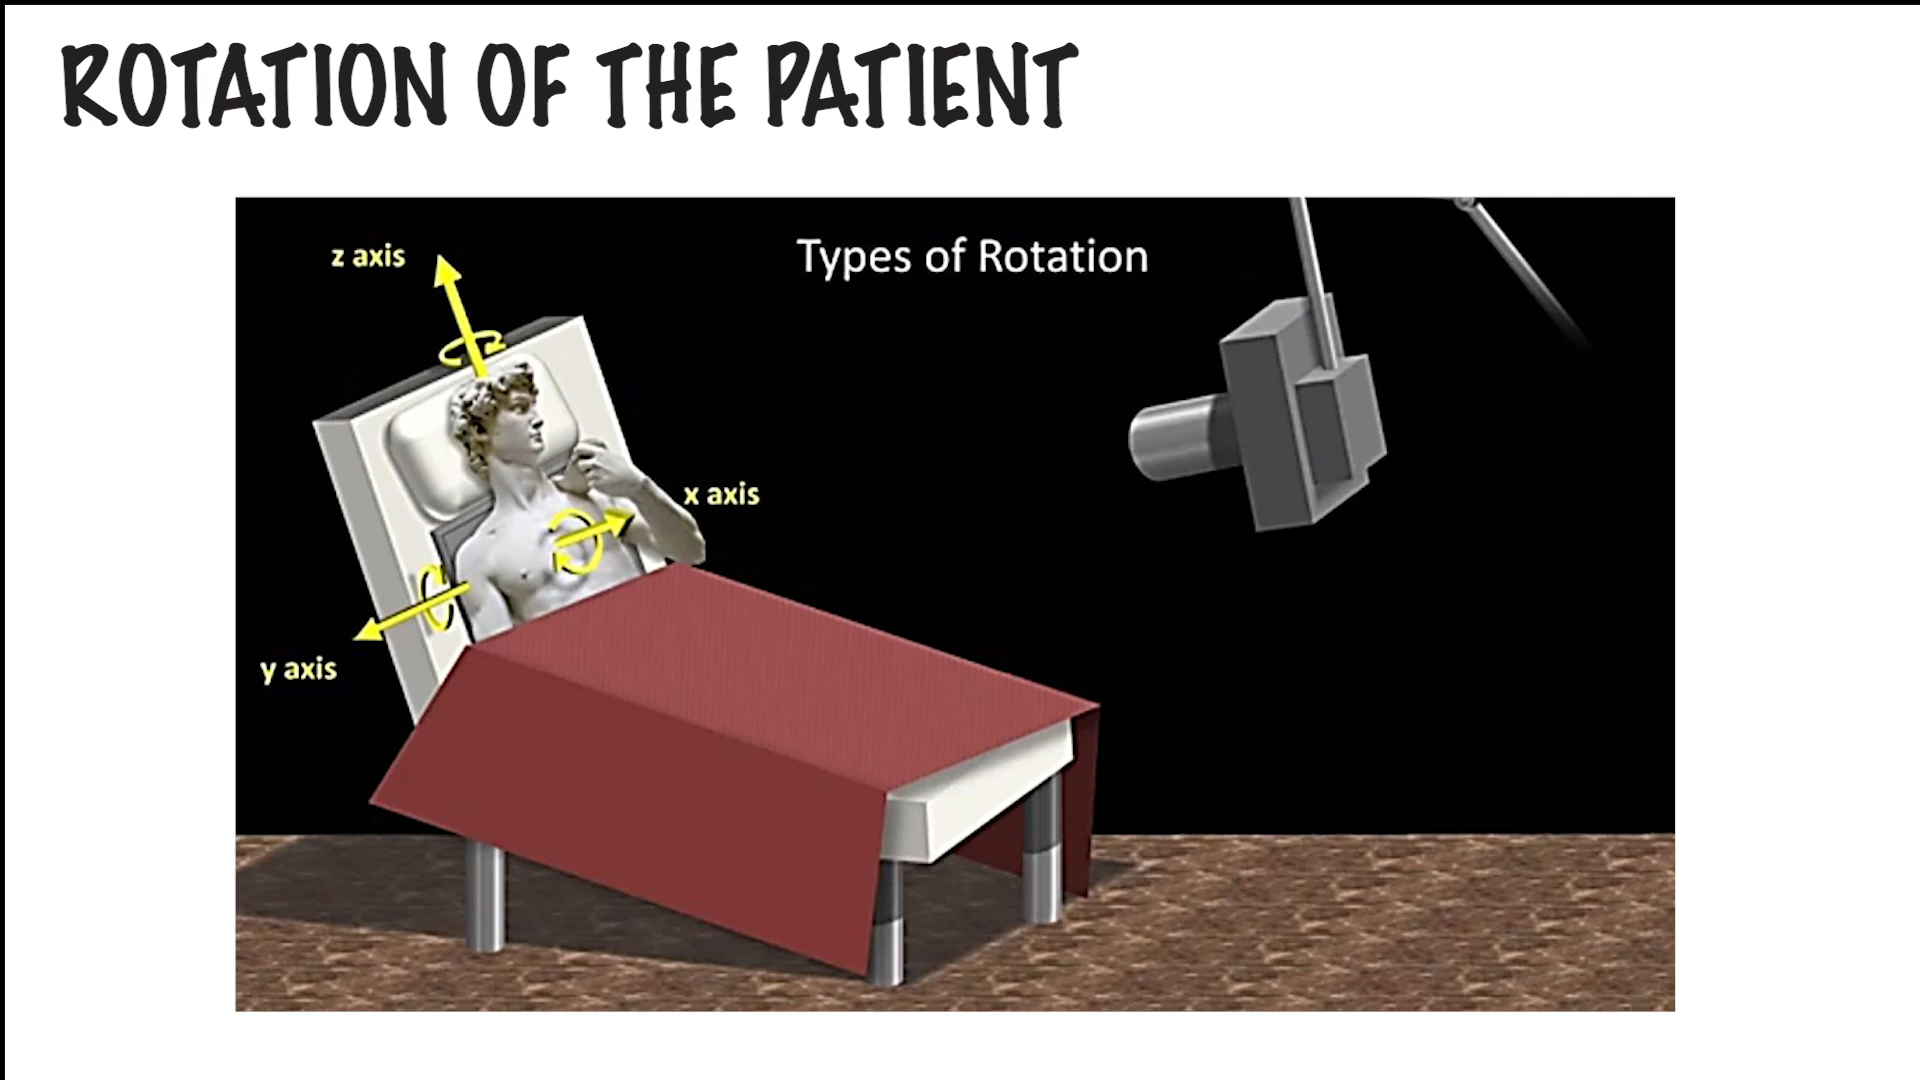 ROTATION OF THE PATIENT
Types of Rotation
z axis
x axis
y axis